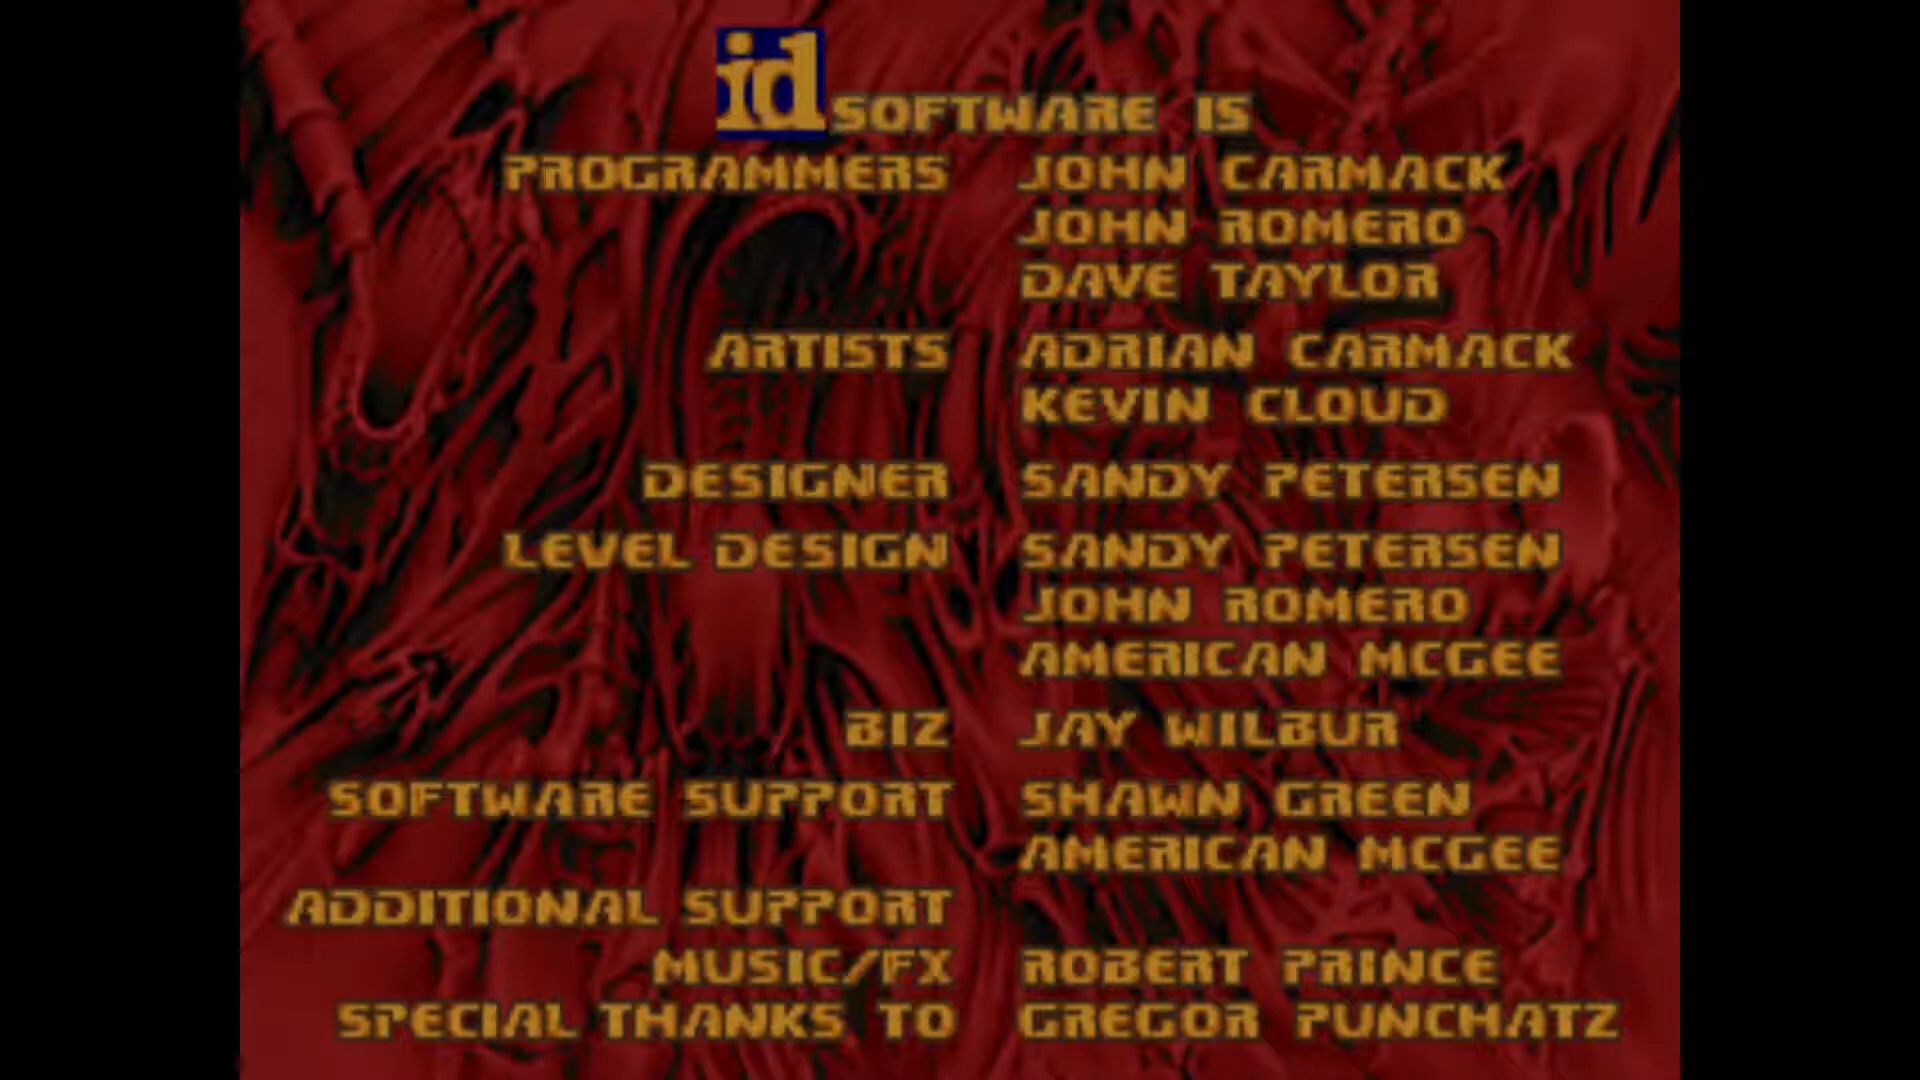 id SOFTWARE IS
PROGRAMMERS JOHN CARMACK
JOHN ROMERO
DAVE TAYLOR
ARTISTS ADRIAN CARMACK
KEVIN CLOUD
DESIGNER SANDY PETERSEN
LEVEL DESIGN SANDY PETERSEN
JOHN ROMERO
AMERICAN MCGEE
BIZ JAY WILBUR
SOFTWARE SUPPORT SHAWN GREEN
AMERICAN MCGEE
ADDITIONAL SUPPORT
MUSIC/FX ROBERT PRINCE
SPECIAL THANKS TO GREGOR PUNCHATZ